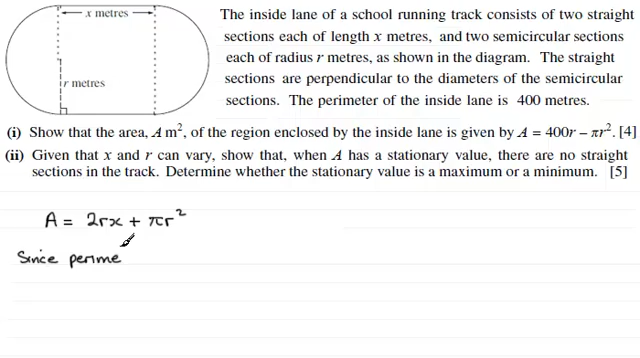 x metres
r metres
The inside lane of a school running track consists of two straight
sections each of length x metres, and two semicircular sections
each of radius r metres, as shown in the diagram. The straight
sections are perpendicular to the diameters of the semicircular
sections. The perimeter of the inside lane is 400 metres.
(i) Show that the area, A m², of the region enclosed by the inside lane is given by A = 400r − πr². [4]
(ii) Given that x and r can vary, show that, when A has a stationary value, there are no straight
sections in the track. Determine whether the stationary value is a maximum or a minimum. [5]
A = 2rx + πr²
Since perime